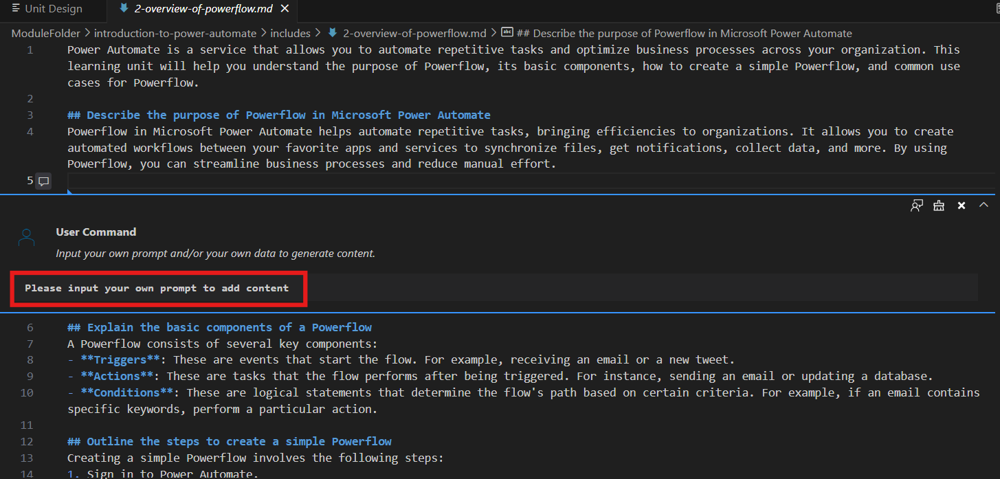 Unit Design
2-overview-of-powerflow.md
ModuleFolder > introduction-to-power-automate > includes > 2-overview-of-powerflow.md > ## Describe the purpose of Powerflow in Microsoft Power Automate
1 Power Automate is a service that allows you to automate repetitive tasks and optimize business processes across your organization. This
learning unit will help you understand the purpose of Powerflow, its basic components, how to create a simple Powerflow, and common use
cases for Powerflow.
2
3 ## Describe the purpose of Powerflow in Microsoft Power Automate
4 Powerflow in Microsoft Power Automate helps automate repetitive tasks, bringing efficiencies to organizations. It allows you to create
automated workflows between your favorite apps and services to synchronize files, get notifications, collect data, and more. By using
Powerflow, you can streamline business processes and reduce manual effort.
5
User Command
Input your own prompt and/or your own data to generate content.
Please input your own prompt to add content
6 ## Explain the basic components of a Powerflow
7 A Powerflow consists of several key components:
8 - **Triggers**: These are events that start the flow. For example, receiving an email or a new tweet.
9 - **Actions**: These are tasks that the flow performs after being triggered. For instance, sending an email or updating a database.
10 - **Conditions**: These are logical statements that determine the flow's path based on certain criteria. For example, if an email contains
specific keywords, perform a particular action.
11
12 ## Outline the steps to create a simple Powerflow
13 Creating a simple Powerflow involves the following steps:
14 1. Sign in to Power Automate.